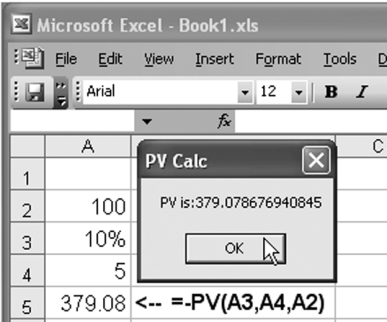 Microsoft Excel - Book1.xls
File Edit View Insert Format Tools D
Arial 12 B I
fx
A C
PV Calc
1
PV is:379.078676940845
2 100
3 10%
OK
4 5
5 379.08 <-- =-PV(A3,A4,A2)